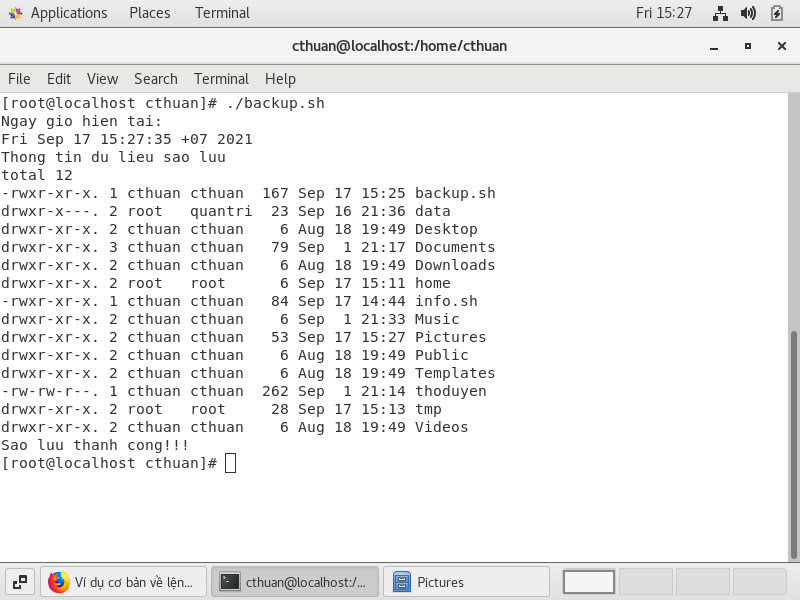 Applications Places Terminal Fri 15:27
cthuan@localhost:/home/cthuan
File Edit View Search Terminal Help
[root@localhost cthuan]# ./backup.sh
Ngay gio hien tai:
Fri Sep 17 15:27:35 +07 2021
Thong tin du lieu sao luu
total 12
-rwxr-xr-x. 1 cthuan cthuan  167 Sep 17 15:25 backup.sh
drwxr-x---. 2 root   quantri  23 Sep 16 21:36 data
drwxr-xr-x. 2 cthuan cthuan    6 Aug 18 19:49 Desktop
drwxr-xr-x. 3 cthuan cthuan   79 Sep  1 21:17 Documents
drwxr-xr-x. 2 cthuan cthuan    6 Aug 18 19:49 Downloads
drwxr-xr-x. 2 root   root      6 Sep 17 15:11 home
-rwxr-xr-x. 1 cthuan cthuan   84 Sep 17 14:44 info.sh
drwxr-xr-x. 2 cthuan cthuan    6 Sep  1 21:33 Music
drwxr-xr-x. 2 cthuan cthuan   53 Sep 17 15:27 Pictures
drwxr-xr-x. 2 cthuan cthuan    6 Aug 18 19:49 Public
drwxr-xr-x. 2 cthuan cthuan    6 Aug 18 19:49 Templates
-rw-rw-r--. 1 cthuan cthuan  262 Sep  1 21:14 thoduyen
drwxr-xr-x. 2 root   root     28 Sep 17 15:13 tmp
drwxr-xr-x. 2 cthuan cthuan    6 Aug 18 19:49 Videos
Sao luu thanh cong!!!
[root@localhost cthuan]#
Ví dụ cơ bản về lện... cthuan@localhost:/... Pictures